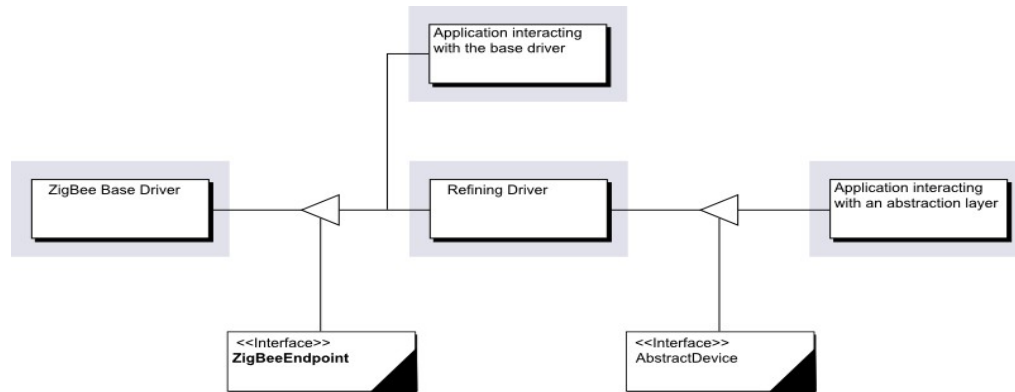 Application interacting
with the base driver
ZigBee Base Driver
Refining Driver
Application interacting
with an abstraction layer
<<Interface>>
ZigBeeEndpoint
<<Interface>>
AbstractDevice